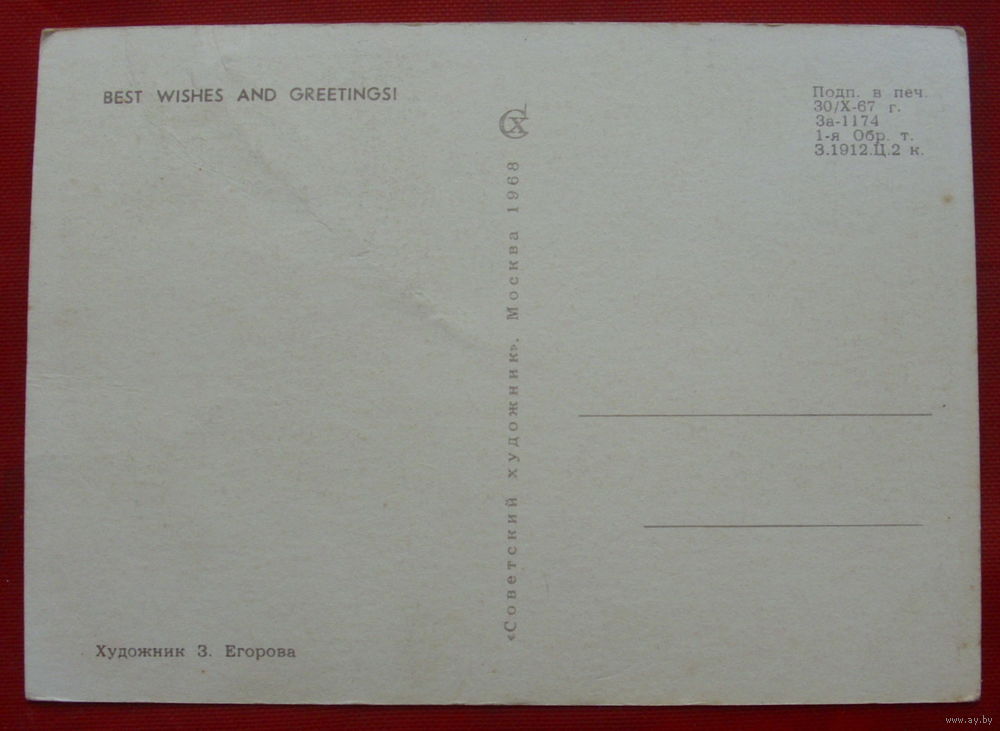 BEST WISHES AND GREETINGS!
СХ
«Советский художник». Москва 1968
Подп. в печ.
30/X-67 г.
За-1174
1-я Обр. т.
З.1912.Ц.2 к.
Художник З. Егорова
www.ay.by